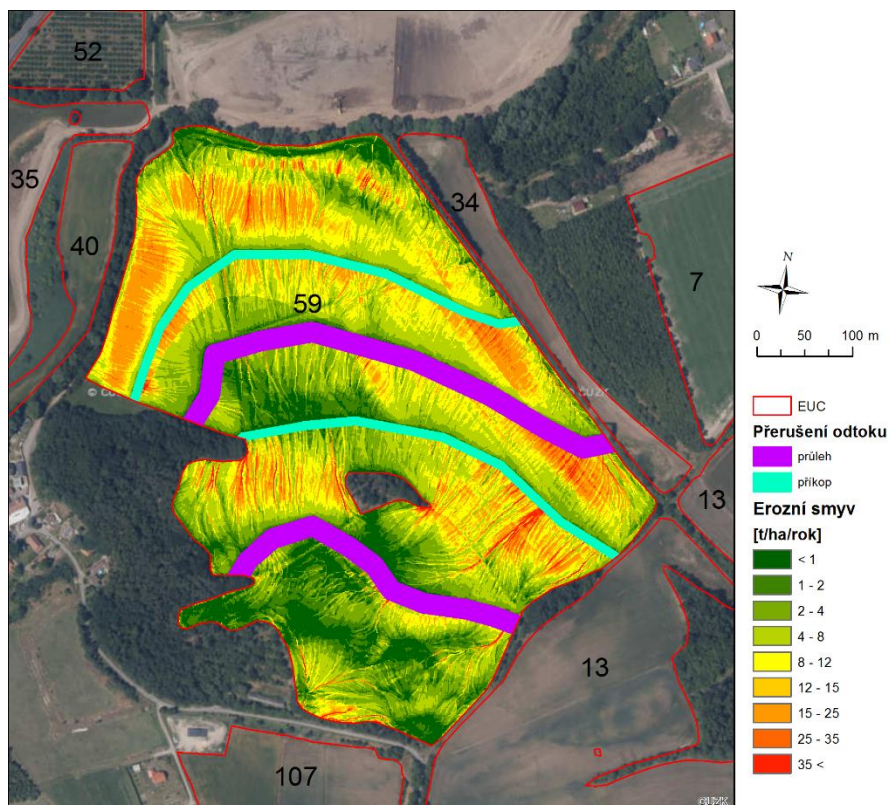 52
35
40
34
7
59
13
13
107
©ČÚZK
N
0 50 100 m
EUC
Přerušení odtoku
průleh
příkop
Erozní smyv
[t/ha/rok]
< 1
1 - 2
2 - 4
4 - 8
8 - 12
12 - 15
15 - 25
25 - 35
35 <